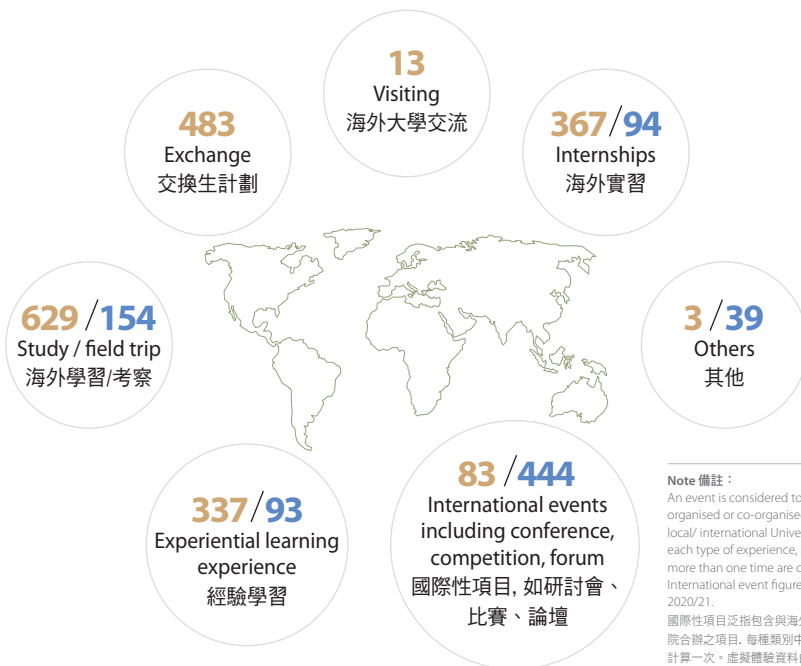 13
Visiting
海外大學交流
483
Exchange
交換生計劃
367/94
Internships
海外實習
629/154
Study / field trip
海外學習/考察
3/39
Others
其他
337/93
Experiential learning
experience
經驗學習
83/444
International events
including conference,
competition, forum
國際性項目, 如研討會、
比賽、論壇
Note 備註：
An event is considered to
organised or co-organise
local/ international Unive
each type of experience,
more than one time are
International event figure
2020/21.
國際性項目泛指包含與海
院合辦之項目. 每種類別中
計算一次。虛擬體驗資料